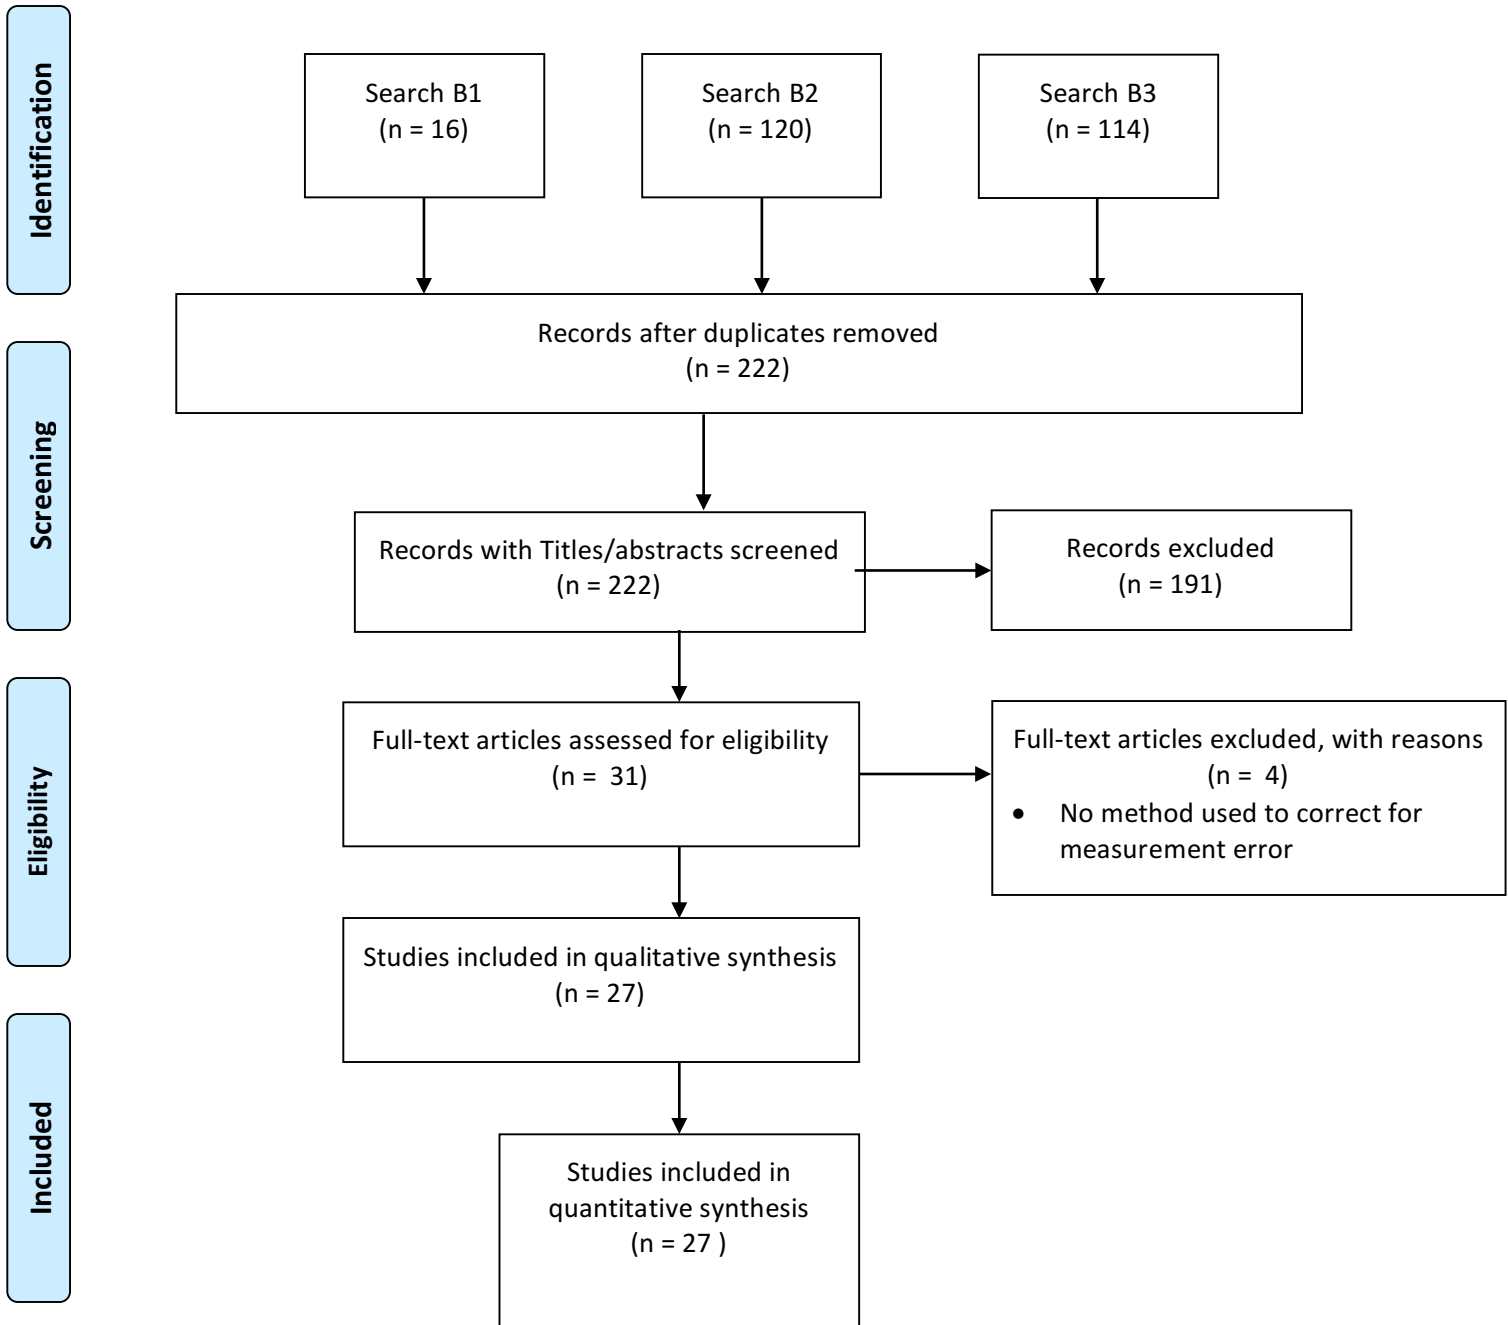 Identification
Search B1
(n = 16)
Search B2
(n = 120)
Search B3
(n = 114)
Records after duplicates removed
(n = 222)
Screening
Records with Titles/abstracts screened
(n = 222)
Records excluded
(n = 191)
Eligibility
Full-text articles assessed for eligibility
(n =  31)
Full-text articles excluded, with reasons
(n =  4)
• No method used to correct for
measurement error
Studies included in qualitative synthesis
(n = 27)
Included
Studies included in
quantitative synthesis
(n = 27 )